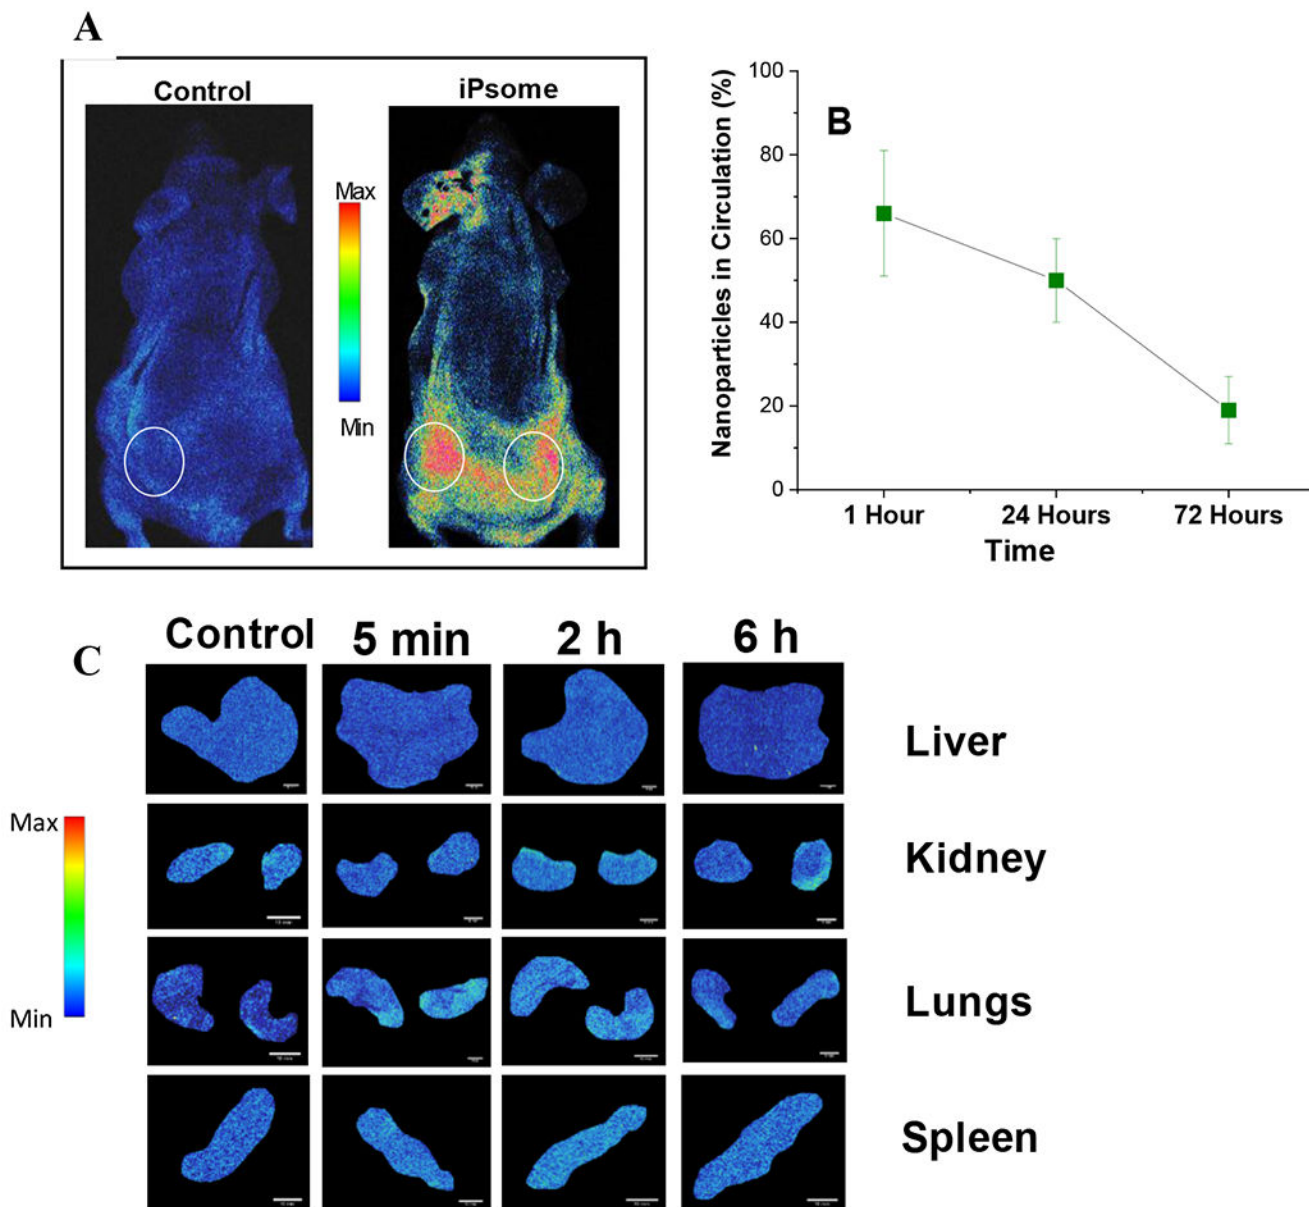 A
Control
iPsome
Max
Min
B
Nanoparticles in Circulation (%)
100
80
60
40
20
0
1 Hour
24 Hours
72 Hours
Time
C
Control
5 min
2 h
6 h
Liver
Kidney
Lungs
Spleen
Max
Min